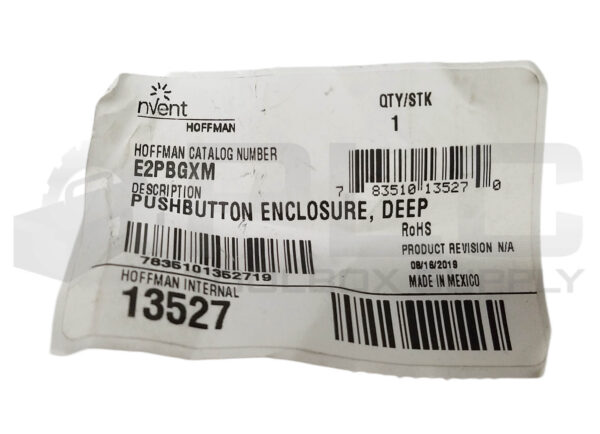 nVent
HOFFMAN
QTY/STK
1
HOFFMAN CATALOG NUMBER
E2PBGXM
DESCRIPTION
PUSHBUTTON ENCLOSURE, DEEP
7 83510 13527 0
RoHS
PRODUCT REVISION N/A
08/16/2019
MADE IN MEXICO
7835101352719
HOFFMAN INTERNAL
13527